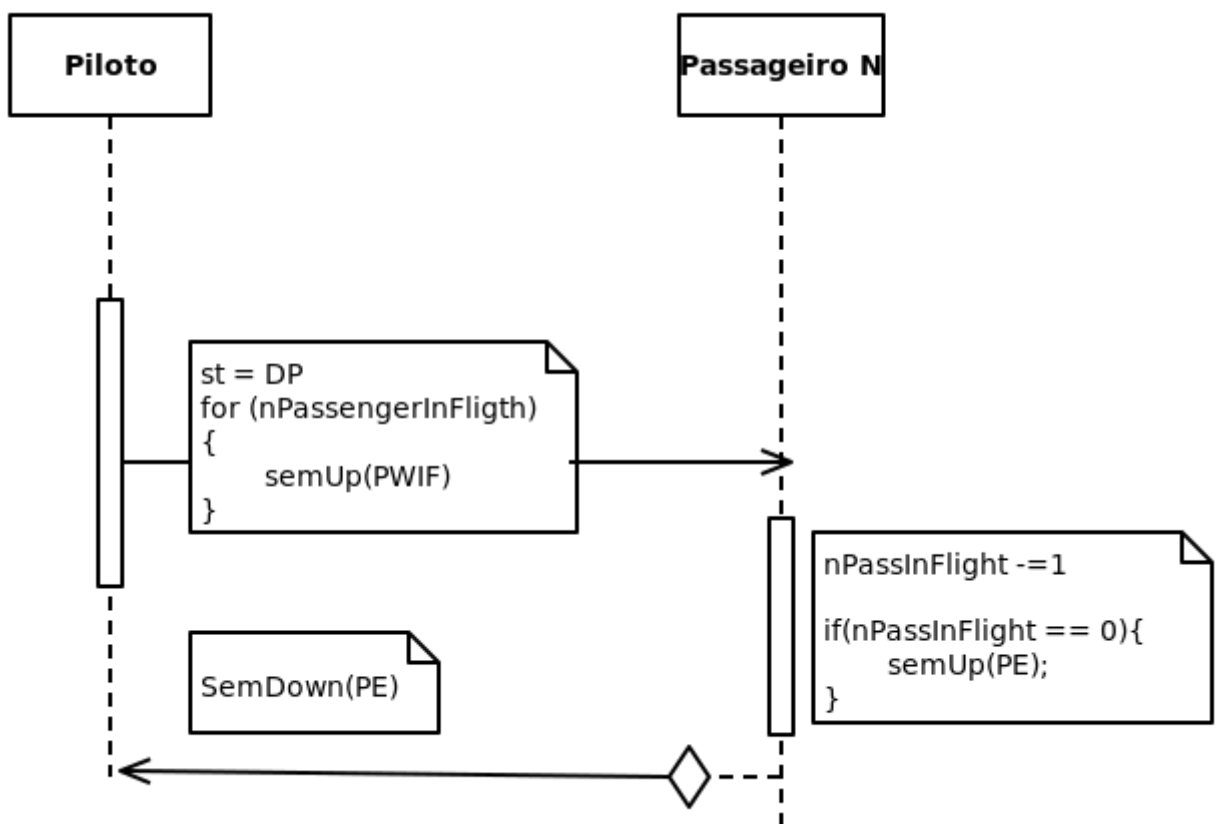 Piloto
Passageiro N
st = DP
for (nPassengerInFligth)
{
semUp(PWIF)
}
nPassInFlight -=1
if(nPassInFlight == 0){
semUp(PE);
}
SemDown(PE)